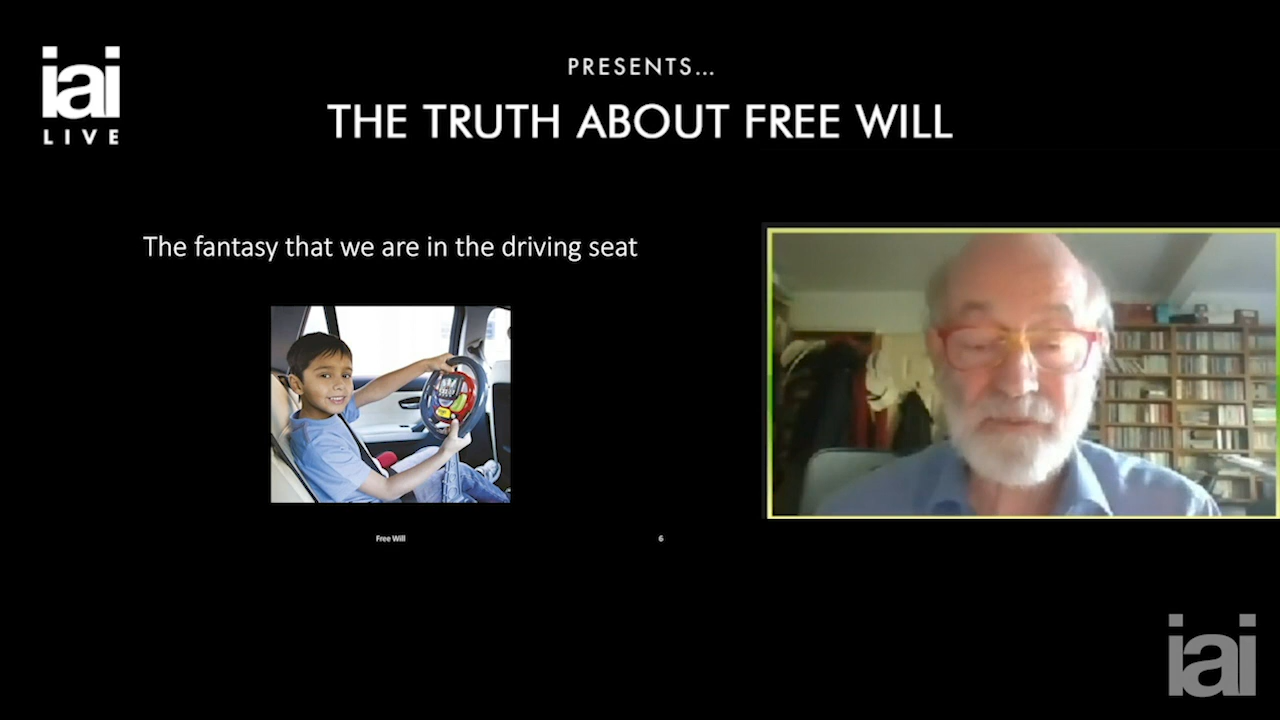 iai
LIVE
PRESENTS...
THE TRUTH ABOUT FREE WILL
The fantasy that we are in the driving seat
Free Will
6
iai